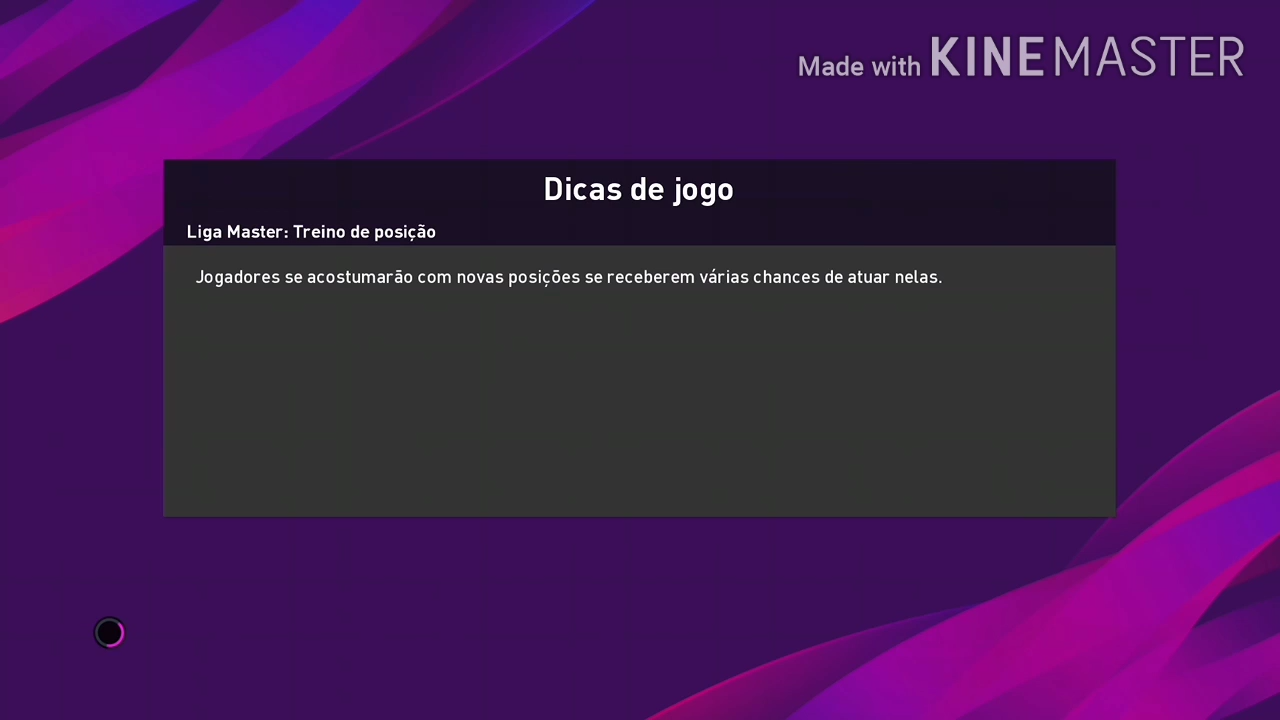 Made with KINEMASTER
Dicas de jogo
Liga Master: Treino de posição
Jogadores se acostumarão com novas posições se receberem várias chances de atuar nelas.